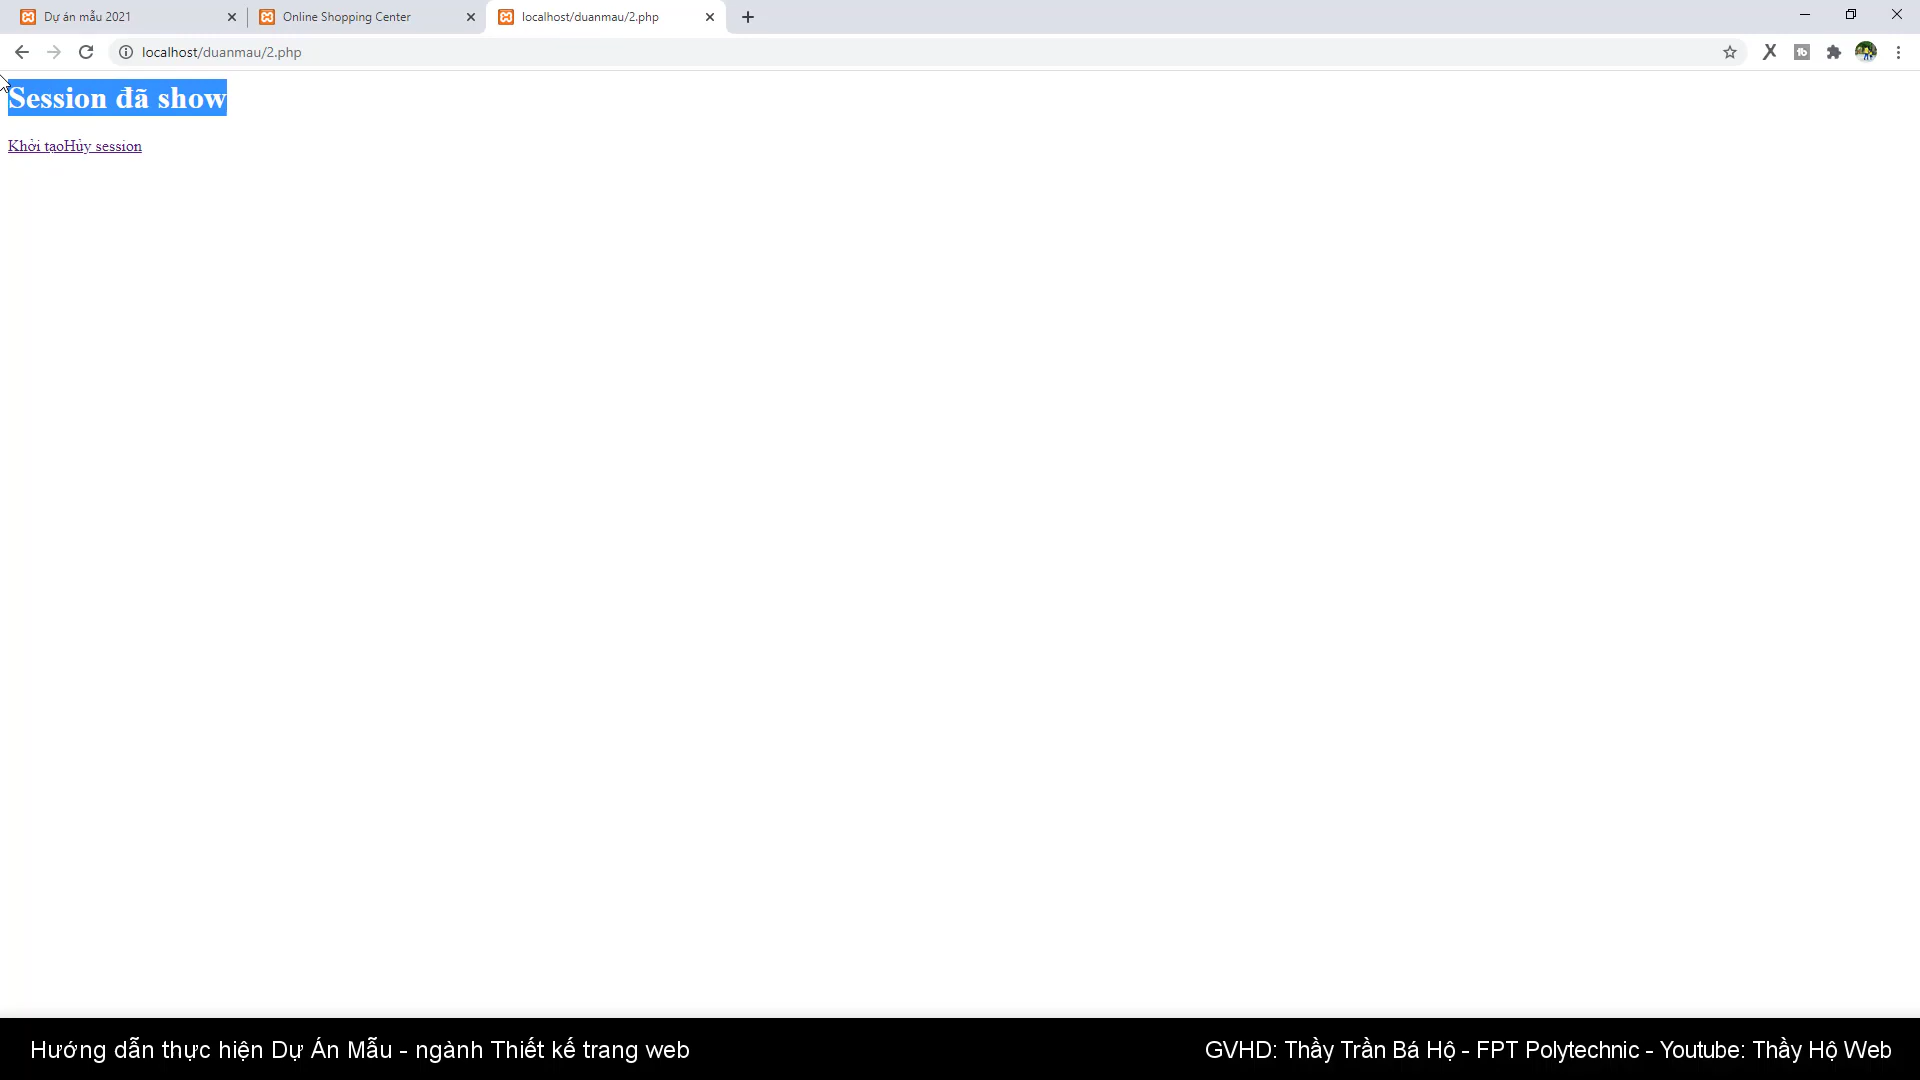 Dự án mẫu 2021
Online Shopping Center
localhost/duanmau/2.php
localhost/duanmau/2.php
Session đã show
Khởi tạoHủy session
Hướng dẫn thực hiện Dự Án Mẫu - ngành Thiết kế trang web
GVHD: Thầy Trần Bá Hộ - FPT Polytechnic - Youtube: Thầy Hộ Web